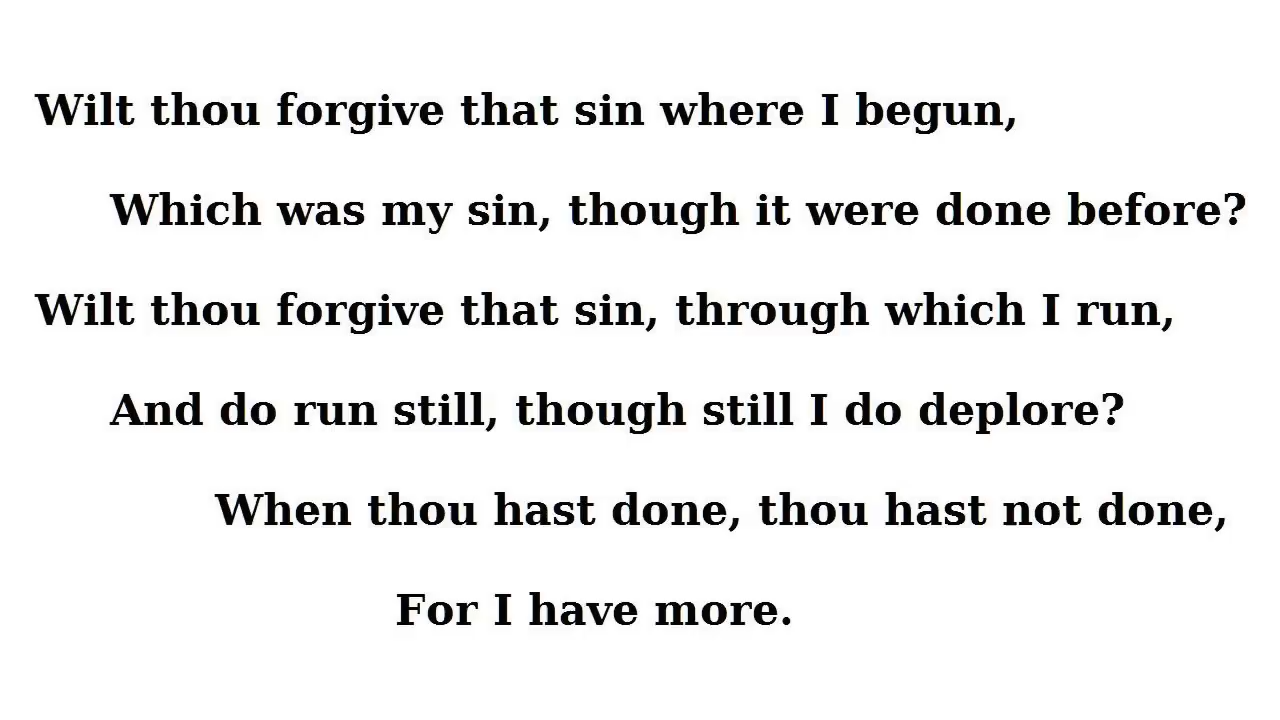 Wilt thou forgive that sin where I begun,
Which was my sin, though it were done before?
Wilt thou forgive that sin, through which I run,
And do run still, though still I do deplore?
When thou hast done, thou hast not done,
For I have more.